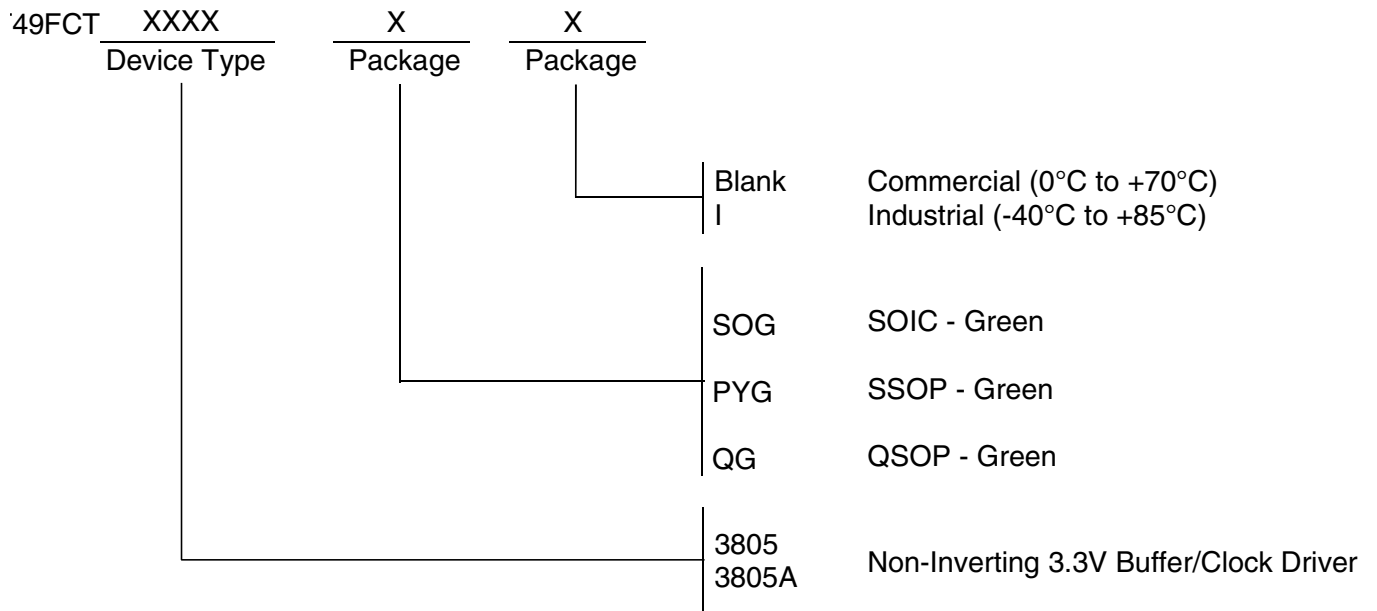 49FCT XXXX X X
Device Type Package Package
Blank Commercial (0°C to +70°C)
I Industrial (-40°C to +85°C)
SOG SOIC - Green
PYG SSOP - Green
QG QSOP - Green
3805
3805A
Non-Inverting 3.3V Buffer/Clock Driver